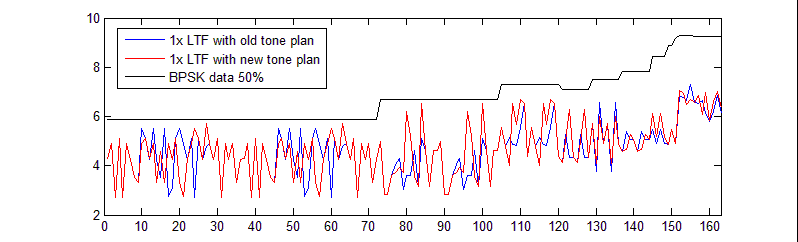 10
1x LTF with old tone plan
1x LTF with new tone plan
BPSK data 50%
8
6
4
2
0 10 20 30 40 50 60 70 80 90 100 110 120 130 140 150 160